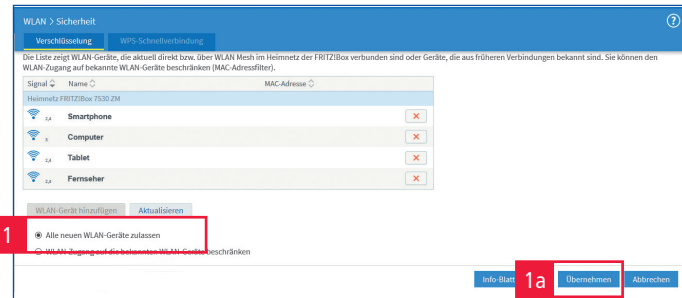 WLAN > Sicherheit
?
Verschlüsselung WPS-Schnellverbindung
Die Liste zeigt WLAN-Geräte, die aktuell direkt bzw. über WLAN Mesh im Heimnetz der FRITZ!Box verbunden sind oder Geräte, die aus früheren Verbindungen bekannt sind. Sie können den
WLAN-Zugang auf bekannte WLAN-Geräte beschränken (MAC-Adressfilter).
Signal Name MAC-Adresse
Heimnetz FRITZ!Box 7530 ZM
2,4 Smartphone
Computer
2,4 Tablet
2,4 Fernseher
WLAN-Gerät hinzufügen Aktualisieren
1
Alle neuen WLAN-Geräte zulassen
WLAN-Zugang auf die bekannten WLAN-Geräte beschränken
Info-Blatt 1a Übernehmen Abbrechen